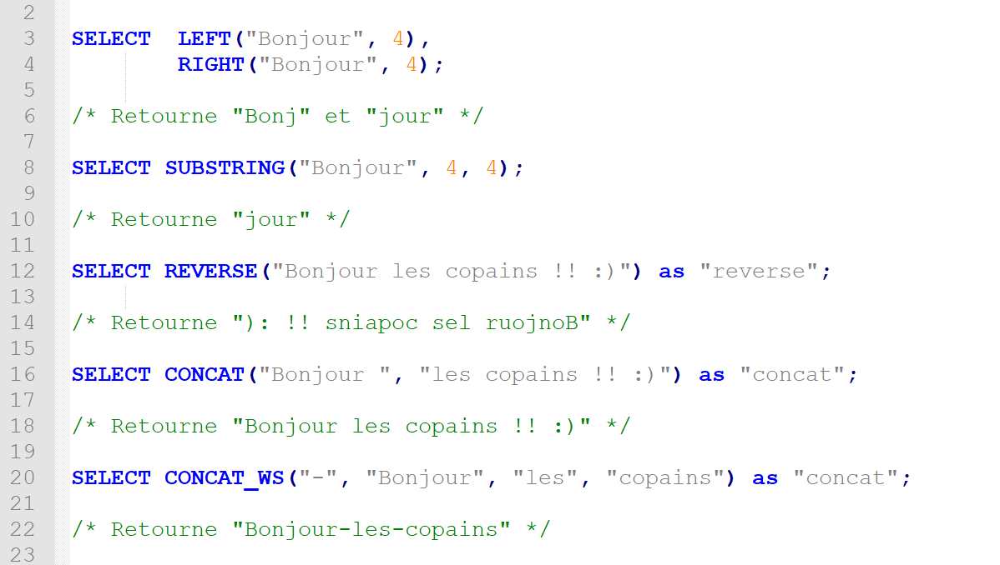 2
3 SELECT  LEFT("Bonjour", 4),
4         RIGHT("Bonjour", 4);
5
6 /* Retourne "Bonj" et "jour" */
7
8 SELECT SUBSTRING("Bonjour", 4, 4);
9
10 /* Retourne "jour" */
11
12 SELECT REVERSE("Bonjour les copains !! :)") as "reverse";
13
14 /* Retourne "): !! sniapoc sel ruojnoB" */
15
16 SELECT CONCAT("Bonjour ", "les copains !! :)") as "concat";
17
18 /* Retourne "Bonjour les copains !! :)" */
19
20 SELECT CONCAT_WS("-", "Bonjour", "les", "copains") as "concat";
21
22 /* Retourne "Bonjour-les-copains" */
23